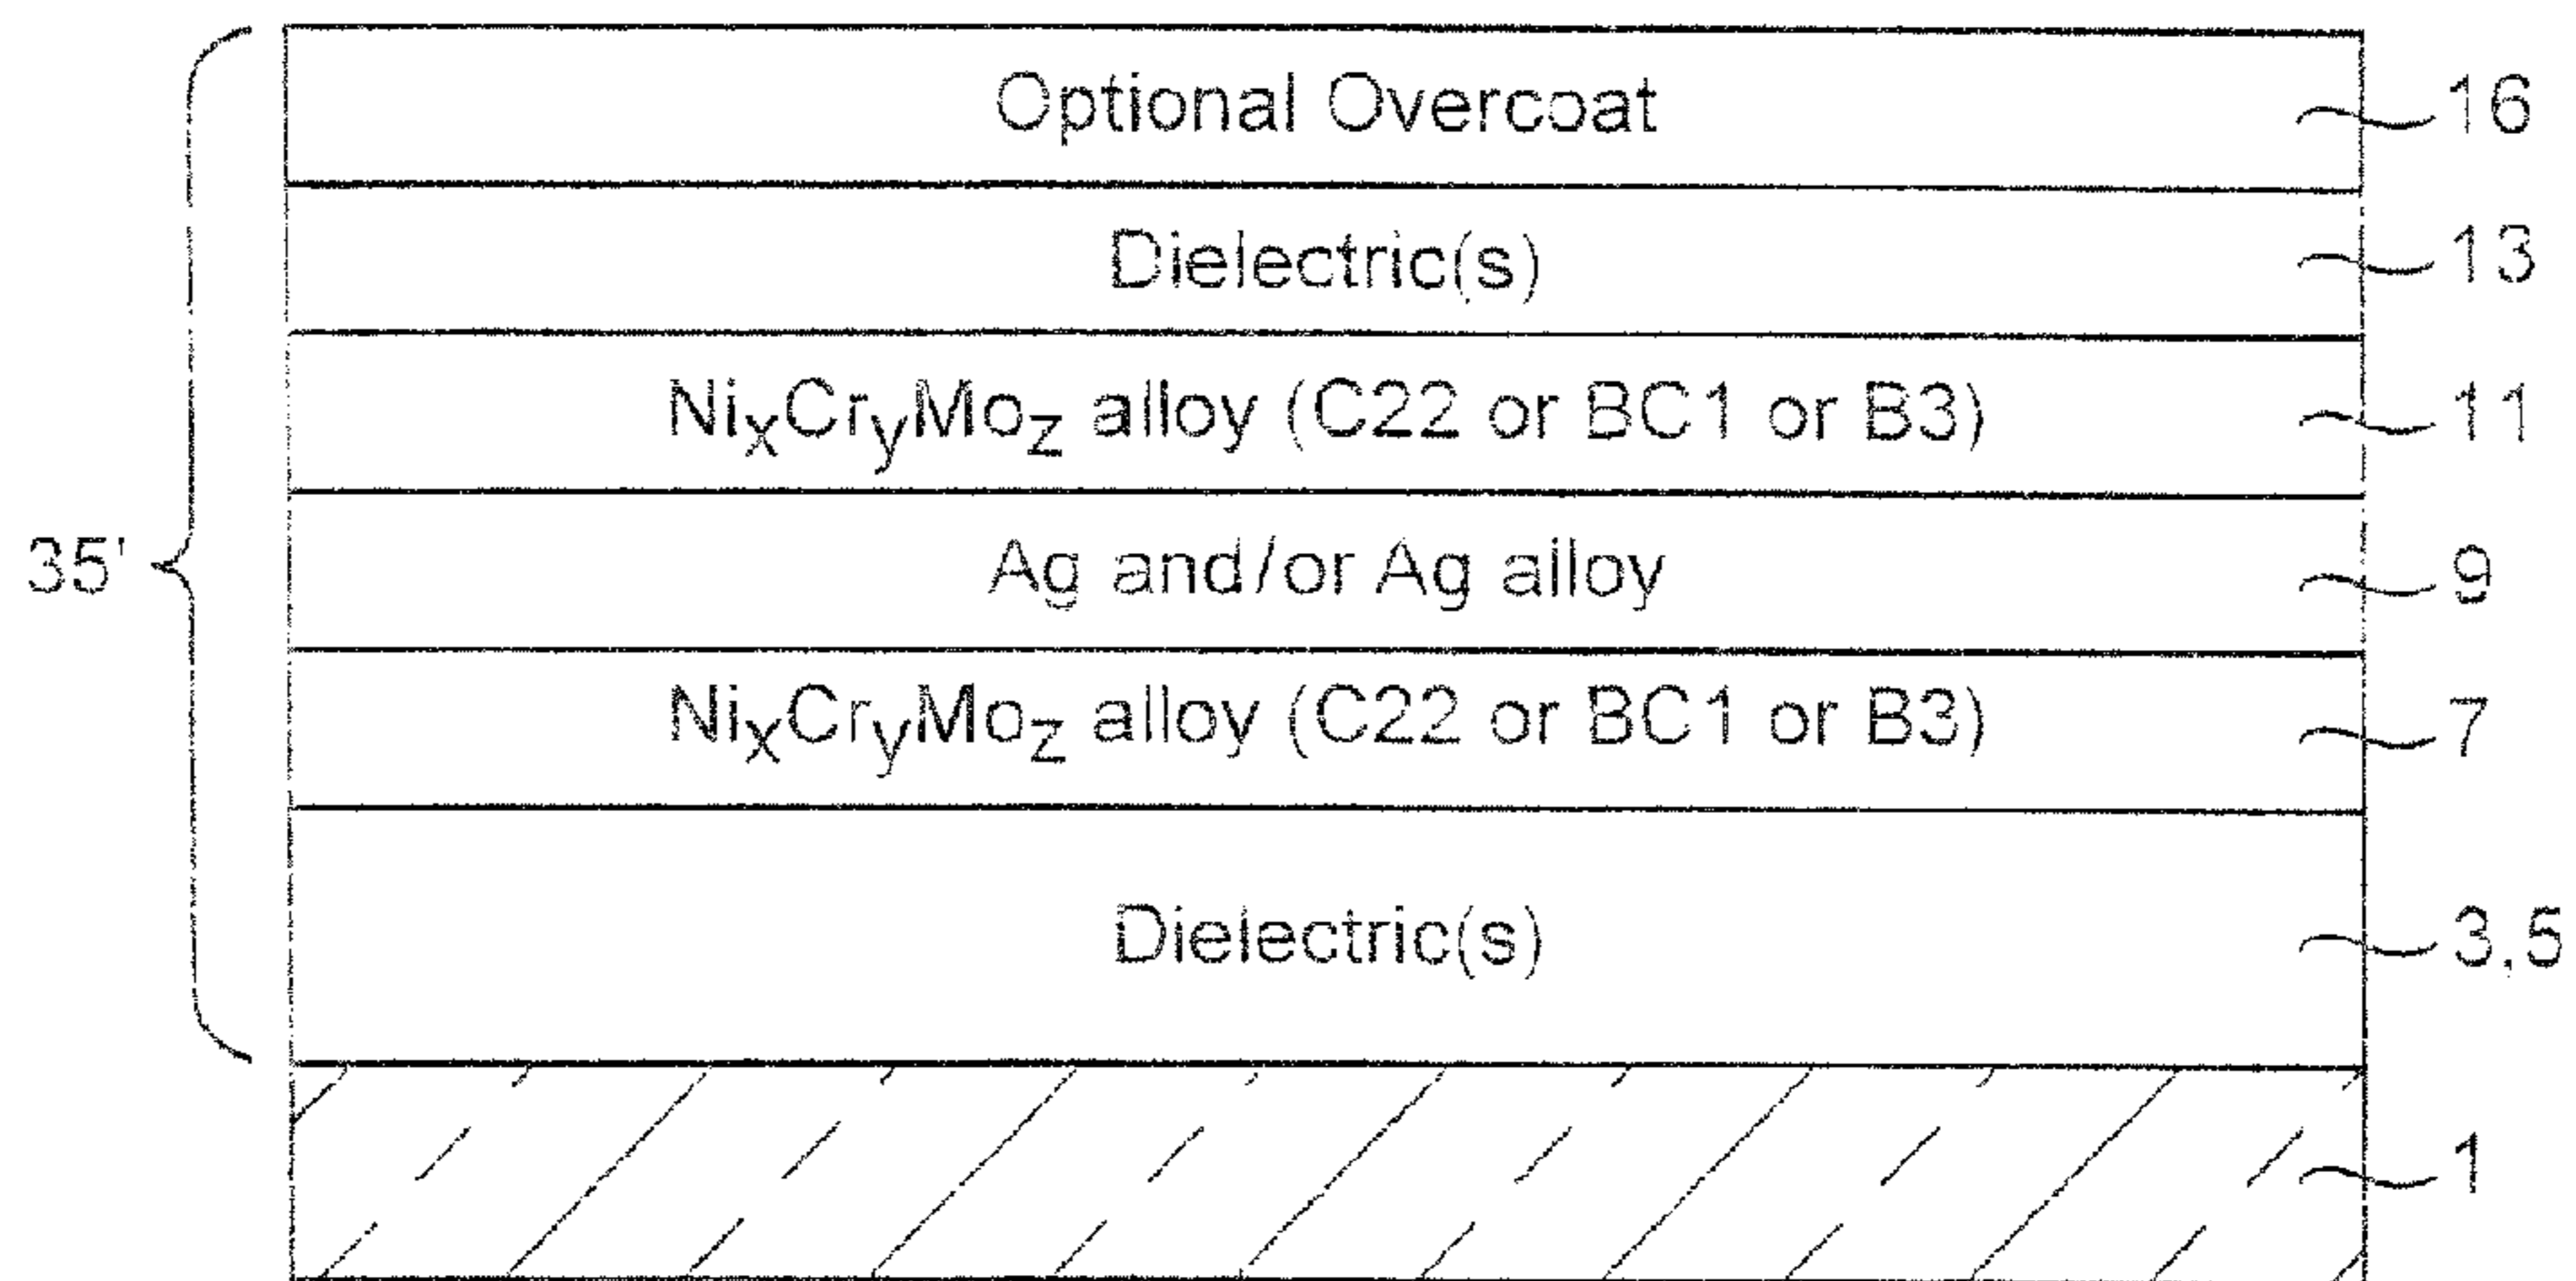 Optional Overcoat 16
Dielectric(s) 13
NixCryMoz alloy (C22 or BC1 or B3) 11
35' Ag and/or Ag alloy 9
NixCryMoz alloy (C22 or BC1 or B3) 7
Dielectric(s) 3,5
1